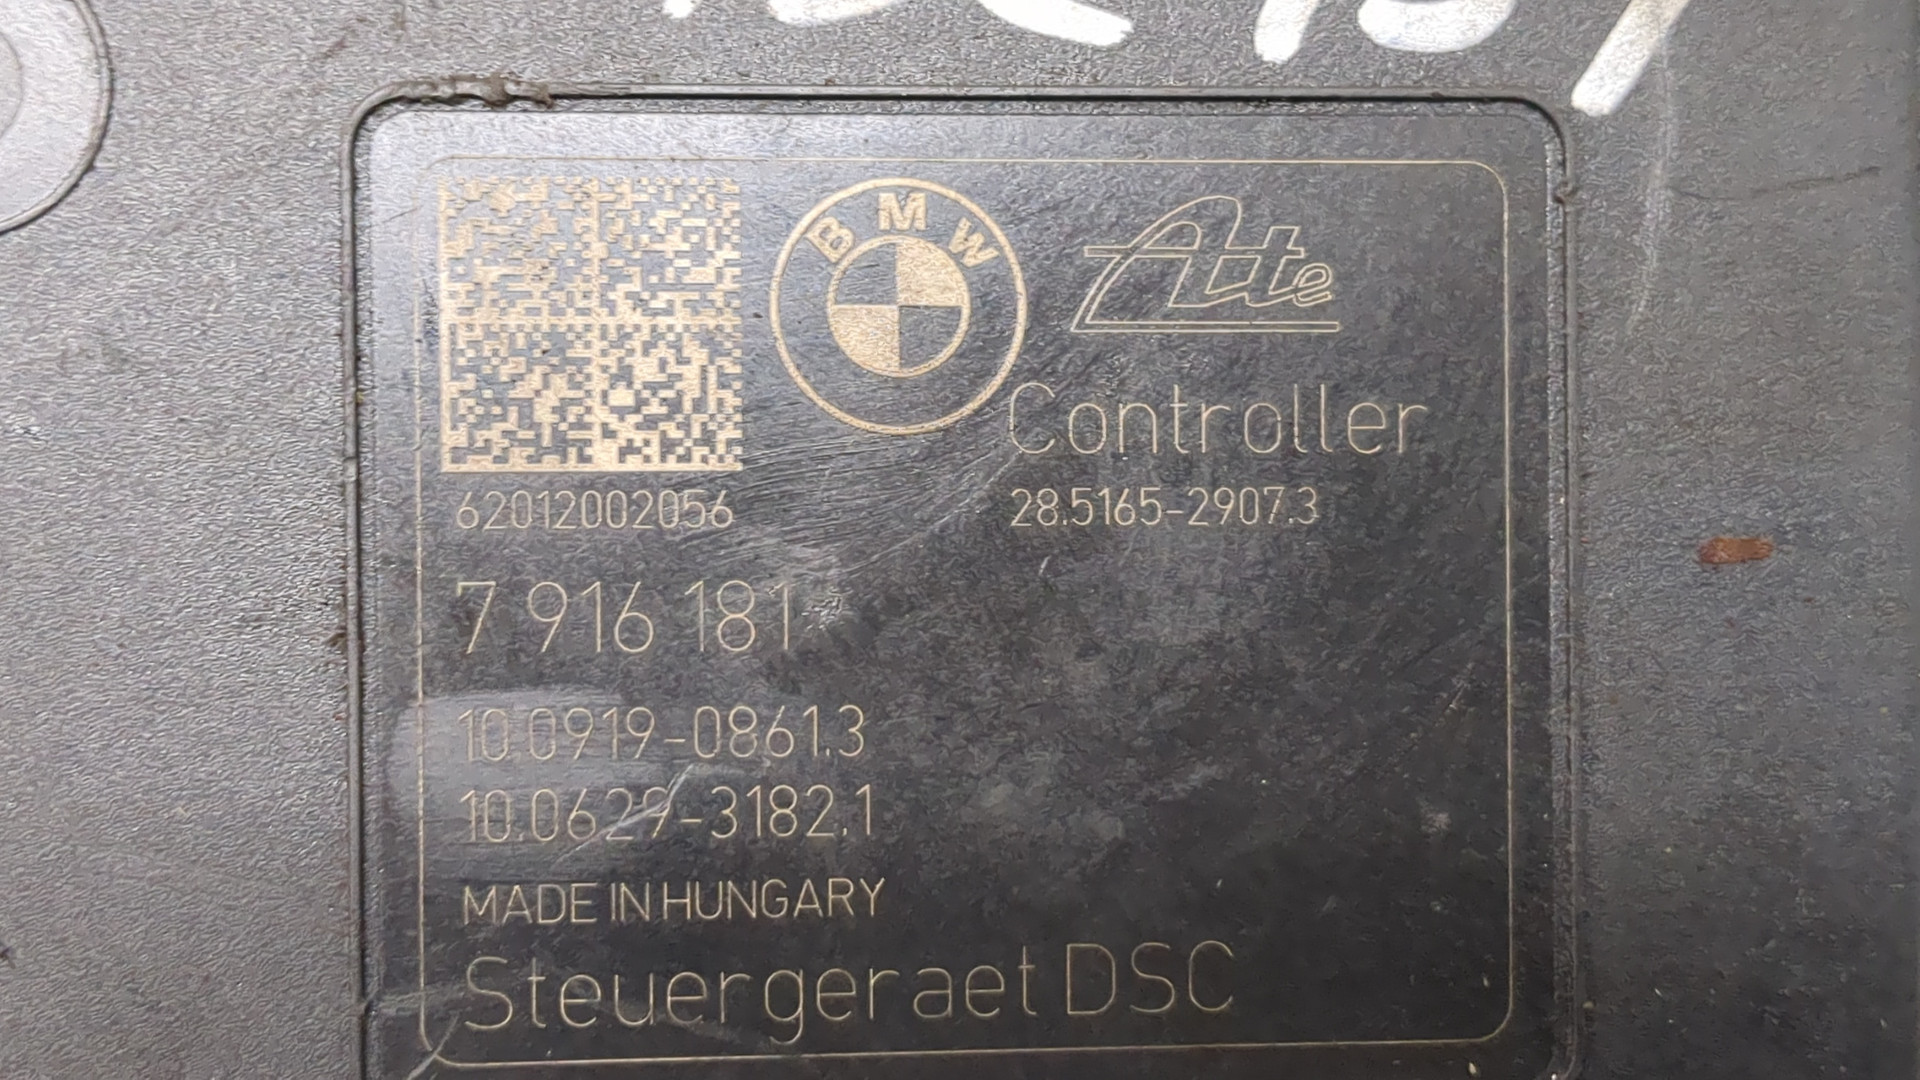 BMW
Ate
Controller
62012002056
28.5165-2907.3
7 916 181
10.0919-0861.3
10.0629-3182.1
MADE IN HUNGARY
Steuergeraet DSC